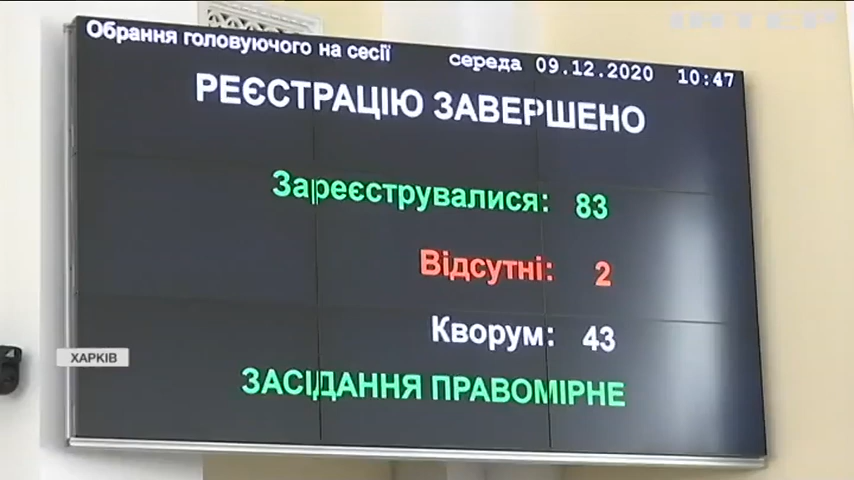 Обрання головуючого на сесії
середа 09.12.2020 10:47
РЕЄСТРАЦІЮ ЗАВЕРШЕНО
Зареєструвалися: 83
Відсутні: 2
Кворум: 43
ХАРКІВ
ЗАСІДАННЯ ПРАВОМІРНЕ